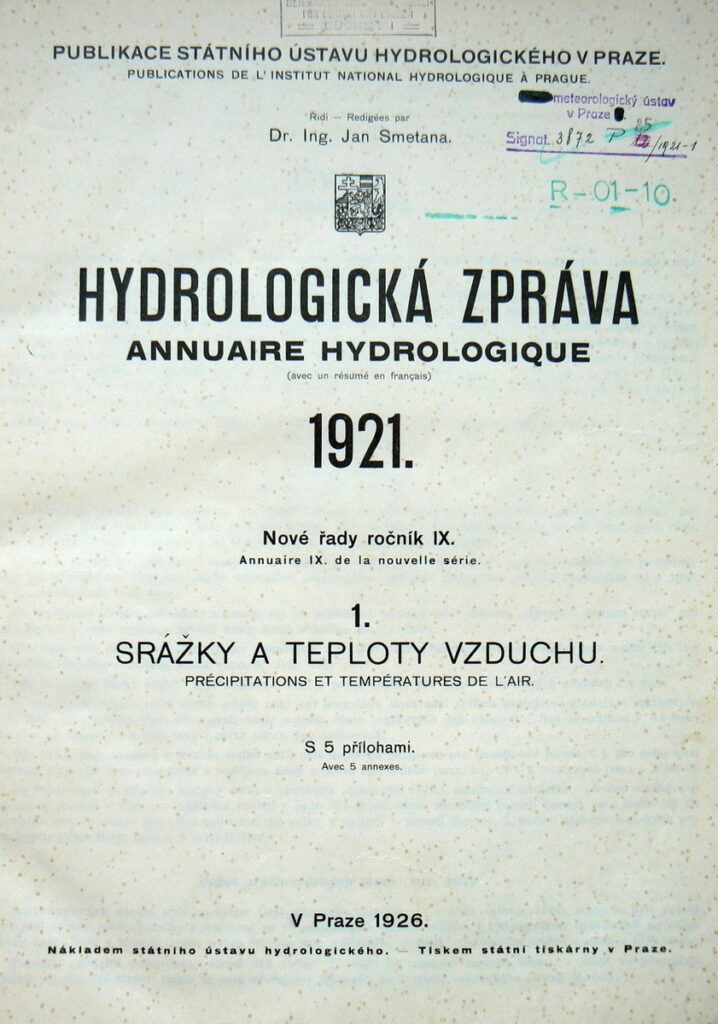 PUBLIKACE STÁTNÍHO ÚSTAVU HYDROLOGICKÉHO V PRAZE.
PUBLICATIONS DE L'INSTITUT NATIONAL HYDROLOGIQUE À PRAGUE.
meteorologický ústav
v Praze
Signat. 3872 P 25 /1921-1
Řídí — Redigées par
Dr. Ing. Jan Smetana.
R-01-10.
HYDROLOGICKÁ ZPRÁVA
ANNUAIRE HYDROLOGIQUE
(avec un résumé en français)
1921.
Nové řady ročník IX.
Annuaire IX. de la nouvelle série.
1.
SRÁŽKY A TEPLOTY VZDUCHU.
PRÉCIPITATIONS ET TEMPÉRATURES DE L'AIR.
S 5 přílohami.
Avec 5 annexes.
V Praze 1926.
Nákladem státního ústavu hydrologického. — Tiskem státní tiskárny v Praze.